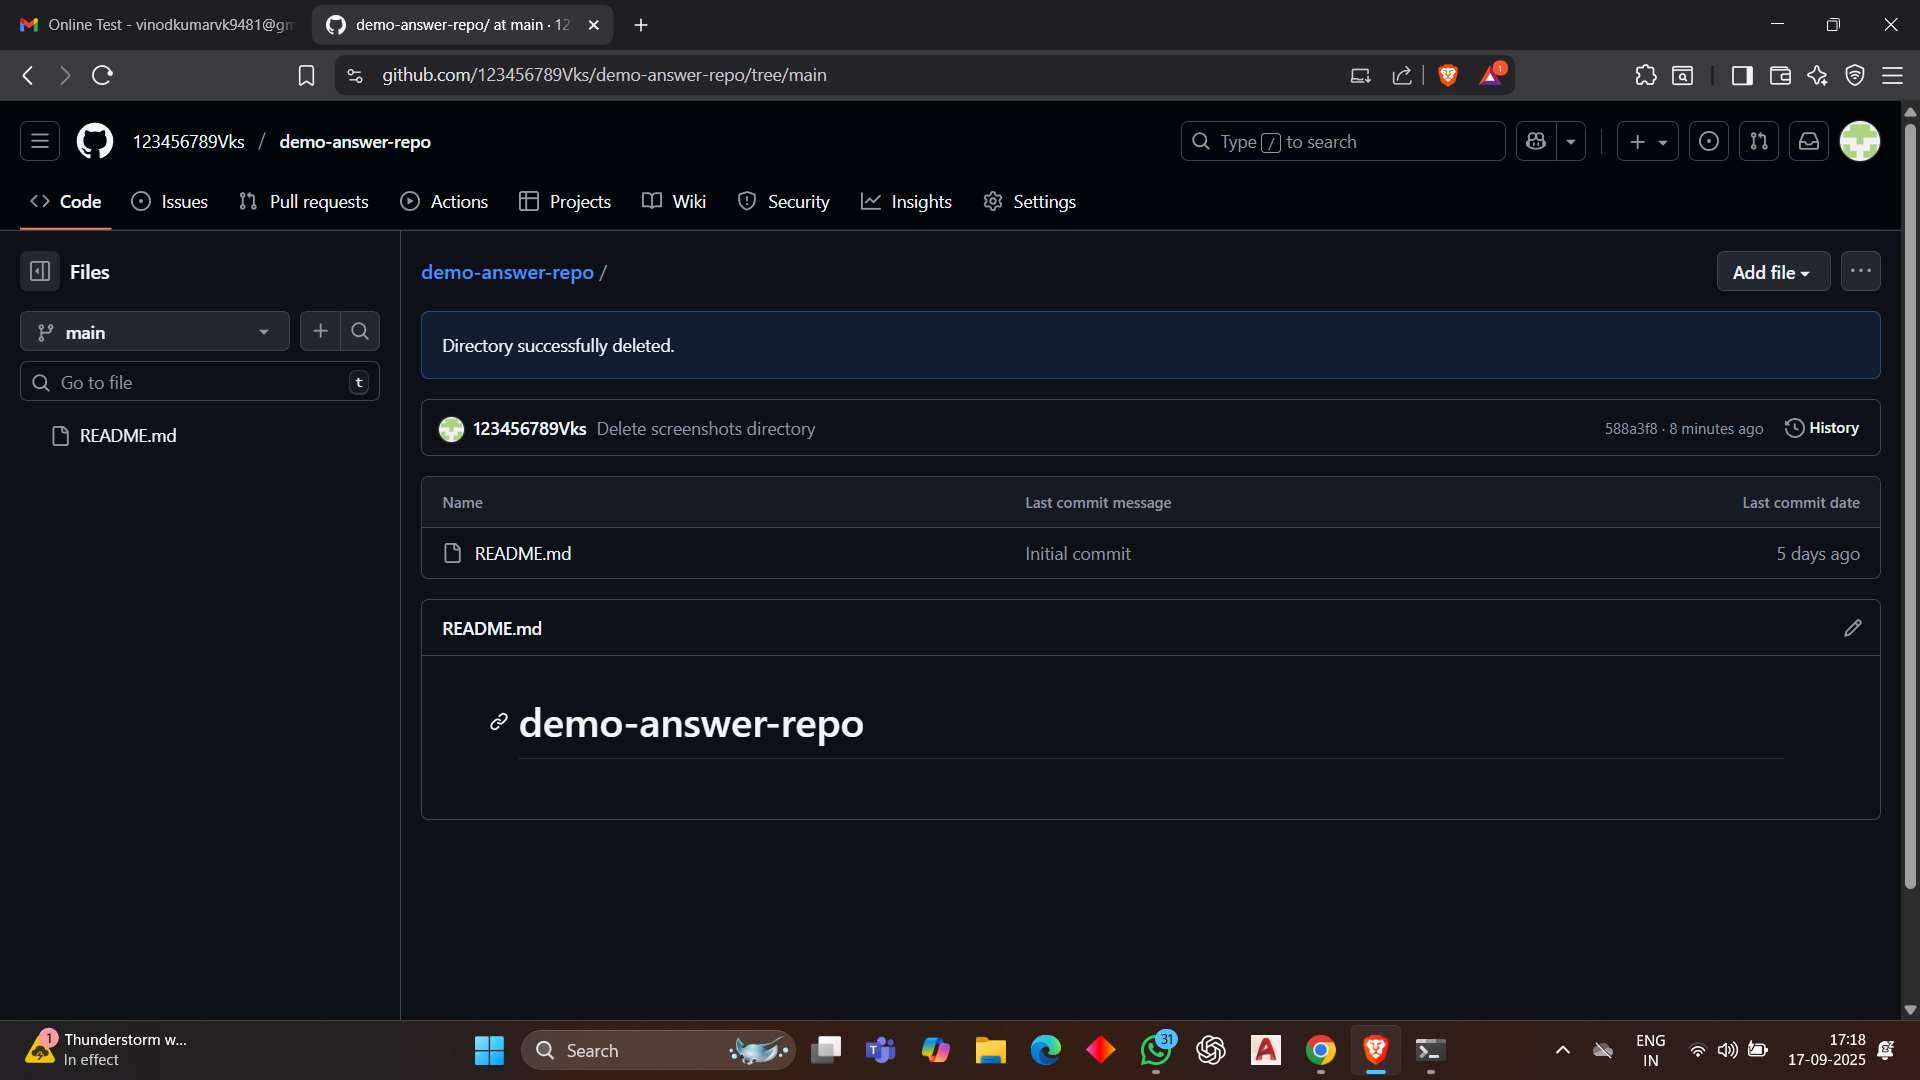 Online Test - vinodkumarvk9481@gm
demo-answer-repo/ at main · 12
github.com/123456789Vks/demo-answer-repo/tree/main
1
123456789Vks / demo-answer-repo
Type / to search
Code Issues Pull requests Actions Projects Wiki Security Insights Settings
Files
demo-answer-repo /
Add file
main
Directory successfully deleted.
Go to file
t
README.md
123456789Vks Delete screenshots directory
588a3f8 · 8 minutes ago
History
Name Last commit message Last commit date
README.md Initial commit 5 days ago
README.md
demo-answer-repo
1
Thunderstorm w...
In effect
Search
31
ENG
IN
17:18
17-09-2025